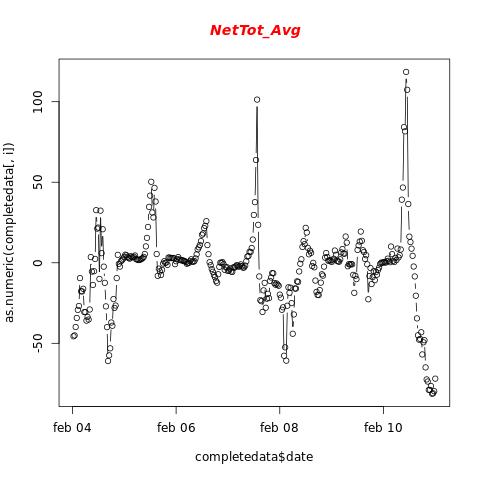 NetTot_Avg
as.numeric(completedata[, i])
100
50
0
-50
feb 04
feb 06
feb 08
feb 10
completedata$date